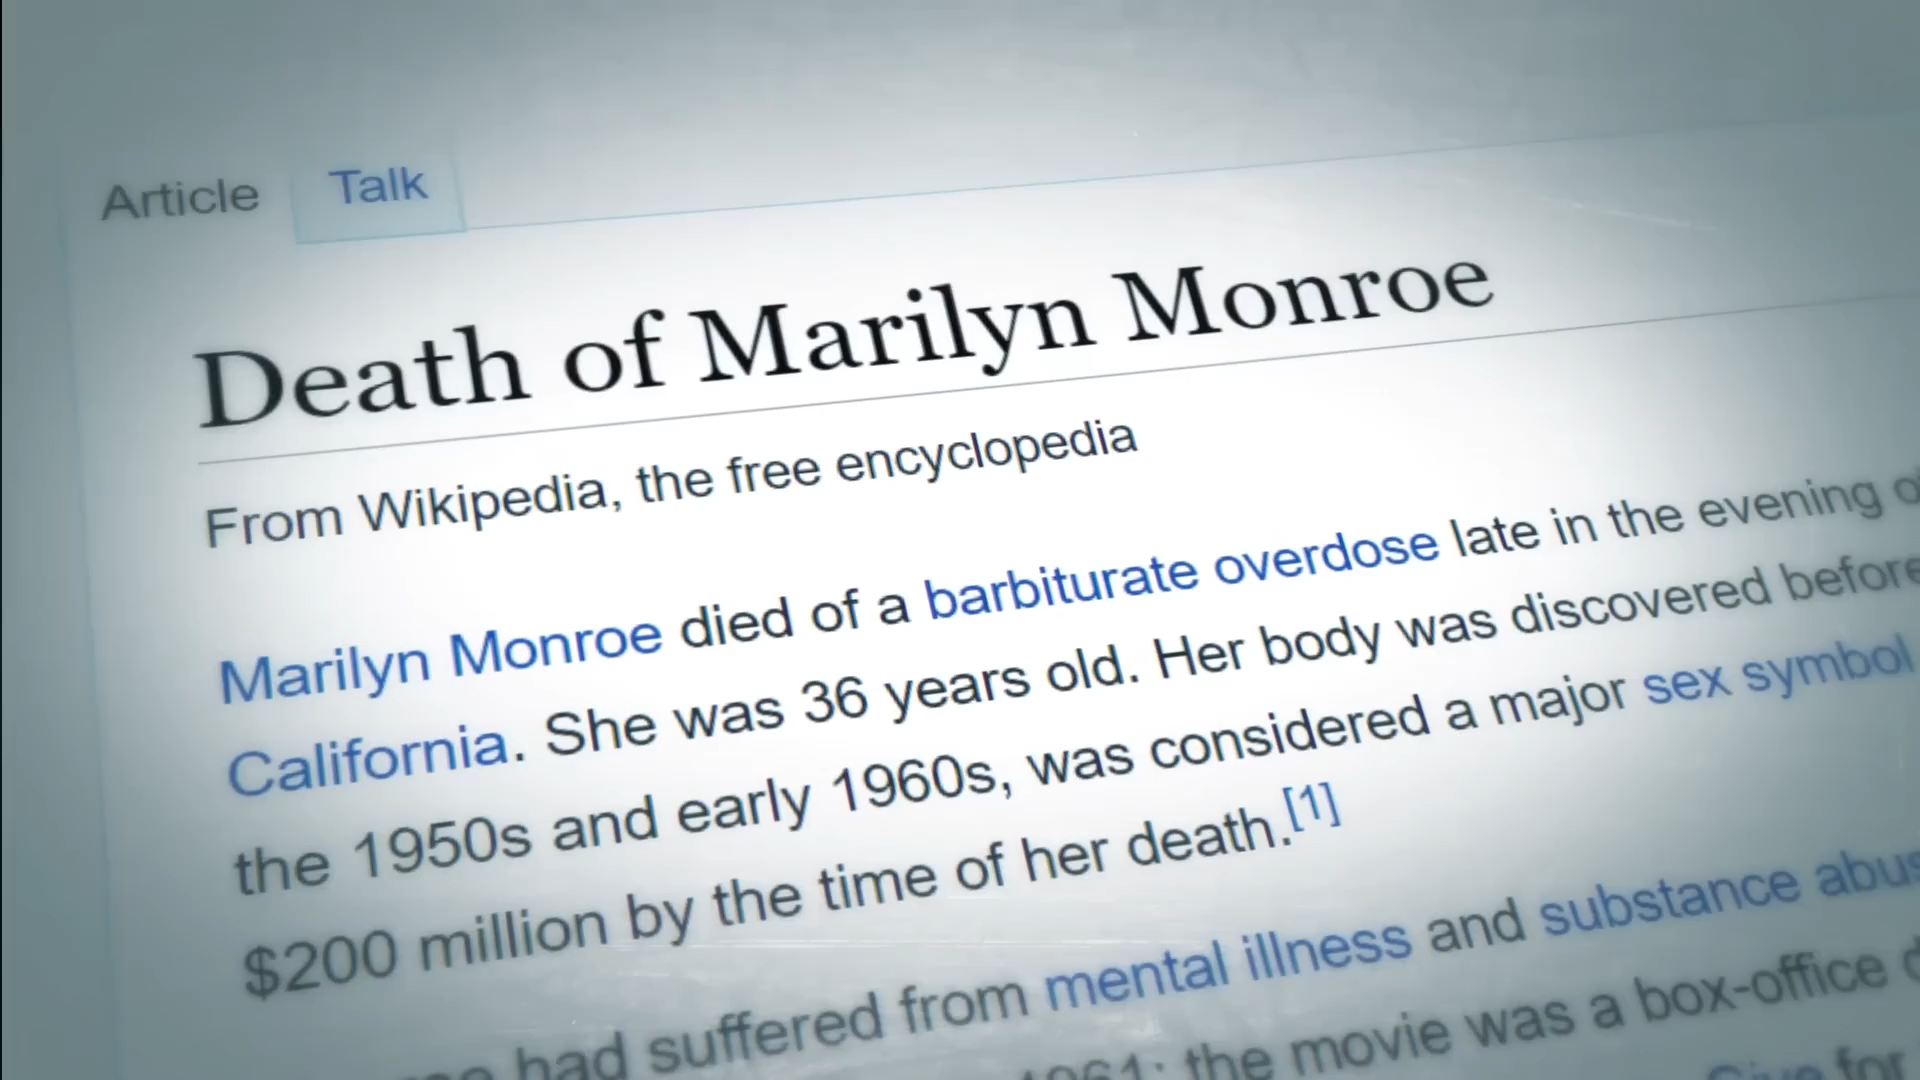 Article Talk
Death of Marilyn Monroe
From Wikipedia, the free encyclopedia
Marilyn Monroe died of a barbiturate overdose late in the evening
California. She was 36 years old. Her body was discovered before
the 1950s and early 1960s, was considered a major sex symbol
$200 million by the time of her death.[1]
had suffered from mental illness and substance
the movie was a box-office
for